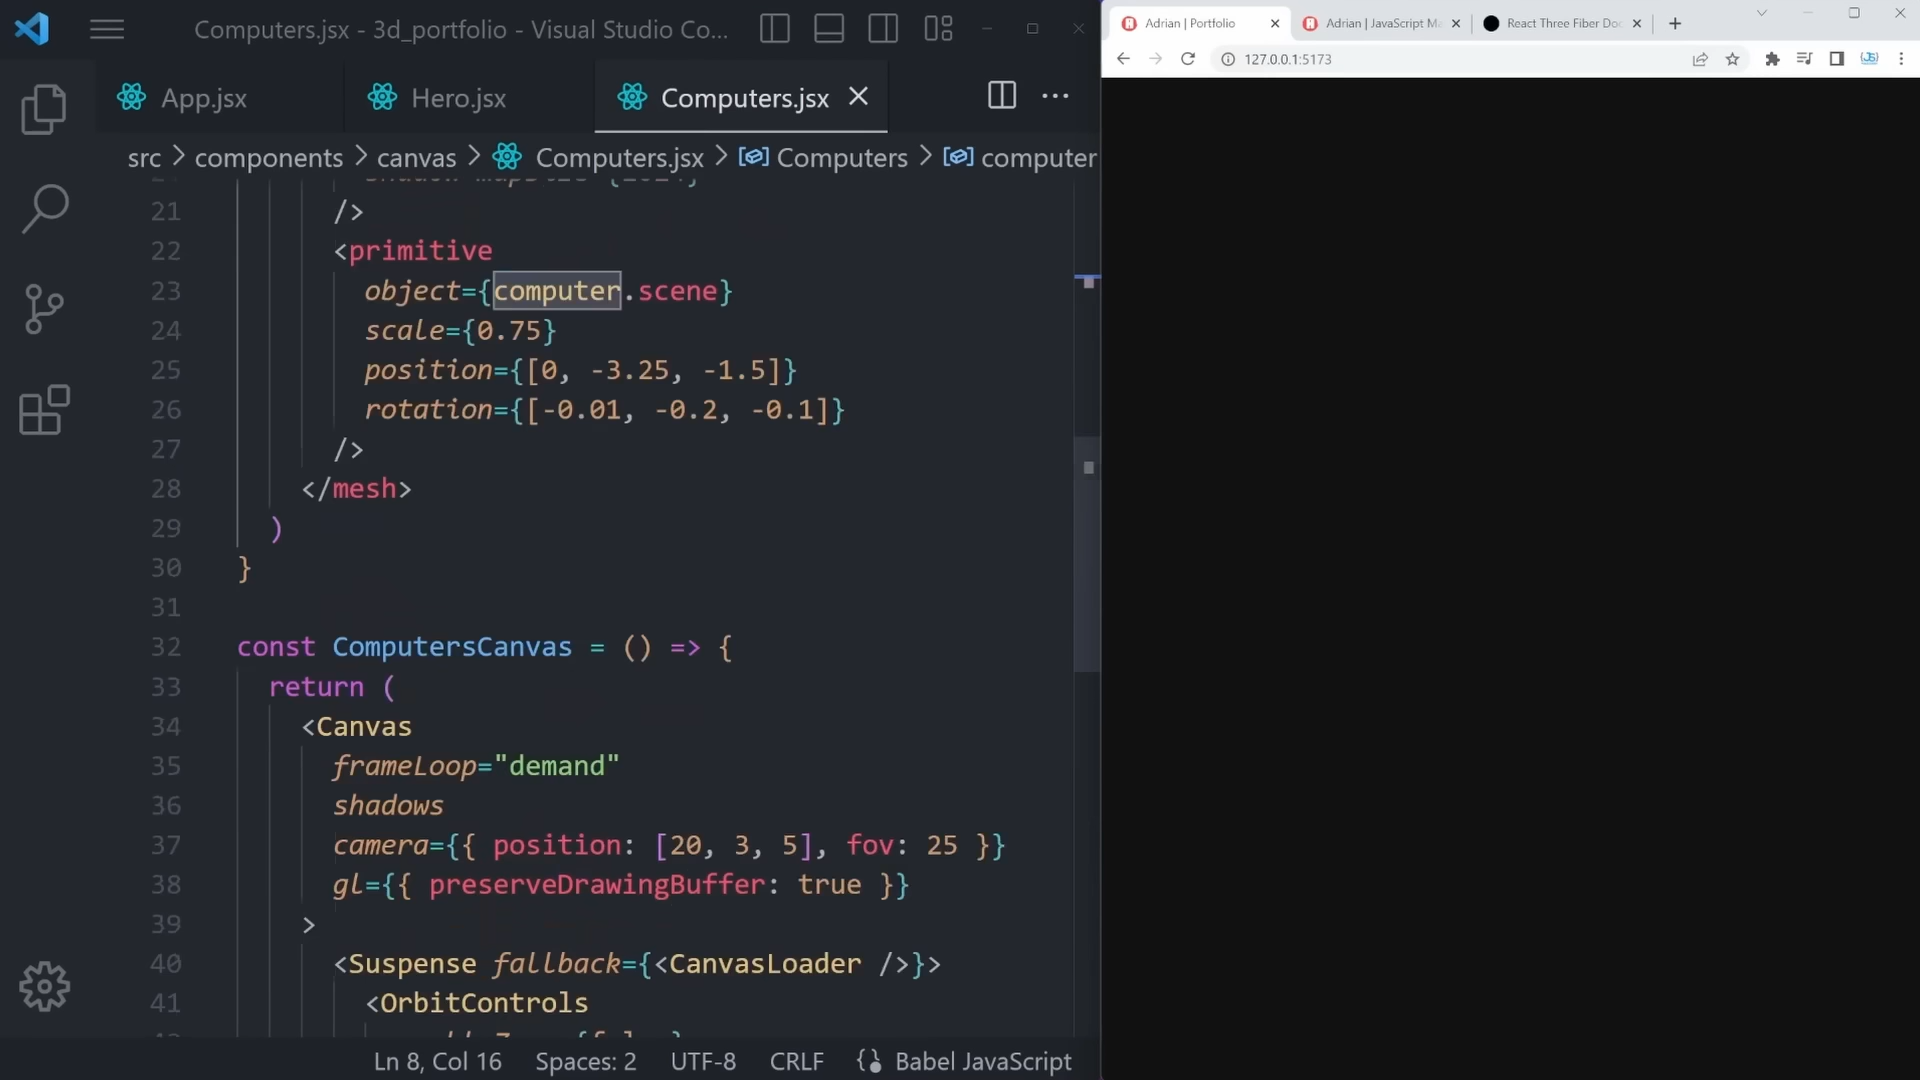 Computers.jsx - 3d_portfolio - Visual Studio Co...
App.jsx
Hero.jsx
Computers.jsx
src > components > canvas > Computers.jsx > Computers > computer
21 />
22 <primitive
23 object={computer.scene}
24 scale={0.75}
25 position={[0, -3.25, -1.5]}
26 rotation={[-0.01, -0.2, -0.1]}
27 />
28 </mesh>
29 )
30 }
31
32 const ComputersCanvas = () => {
33 return (
34 <Canvas
35 frameLoop="demand"
36 shadows
37 camera={{ position: [20, 3, 5], fov: 25 }}
38 gl={{ preserveDrawingBuffer: true }}
39 >
40 <Suspense fallback={<CanvasLoader />}>
41 <OrbitControls
Ln 8, Col 16 Spaces: 2 UTF-8 CRLF Babel JavaScript
Adrian | Portfolio
Adrian | JavaScript Ma
React Three Fiber Doc
127.0.0.1:5173